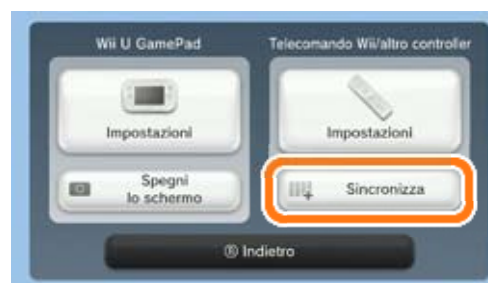 Wii U GamePad
Telecomando Wii/altro controller
Impostazioni
Impostazioni
Spegni
lo schermo
Sincronizza
Ⓑ Indietro